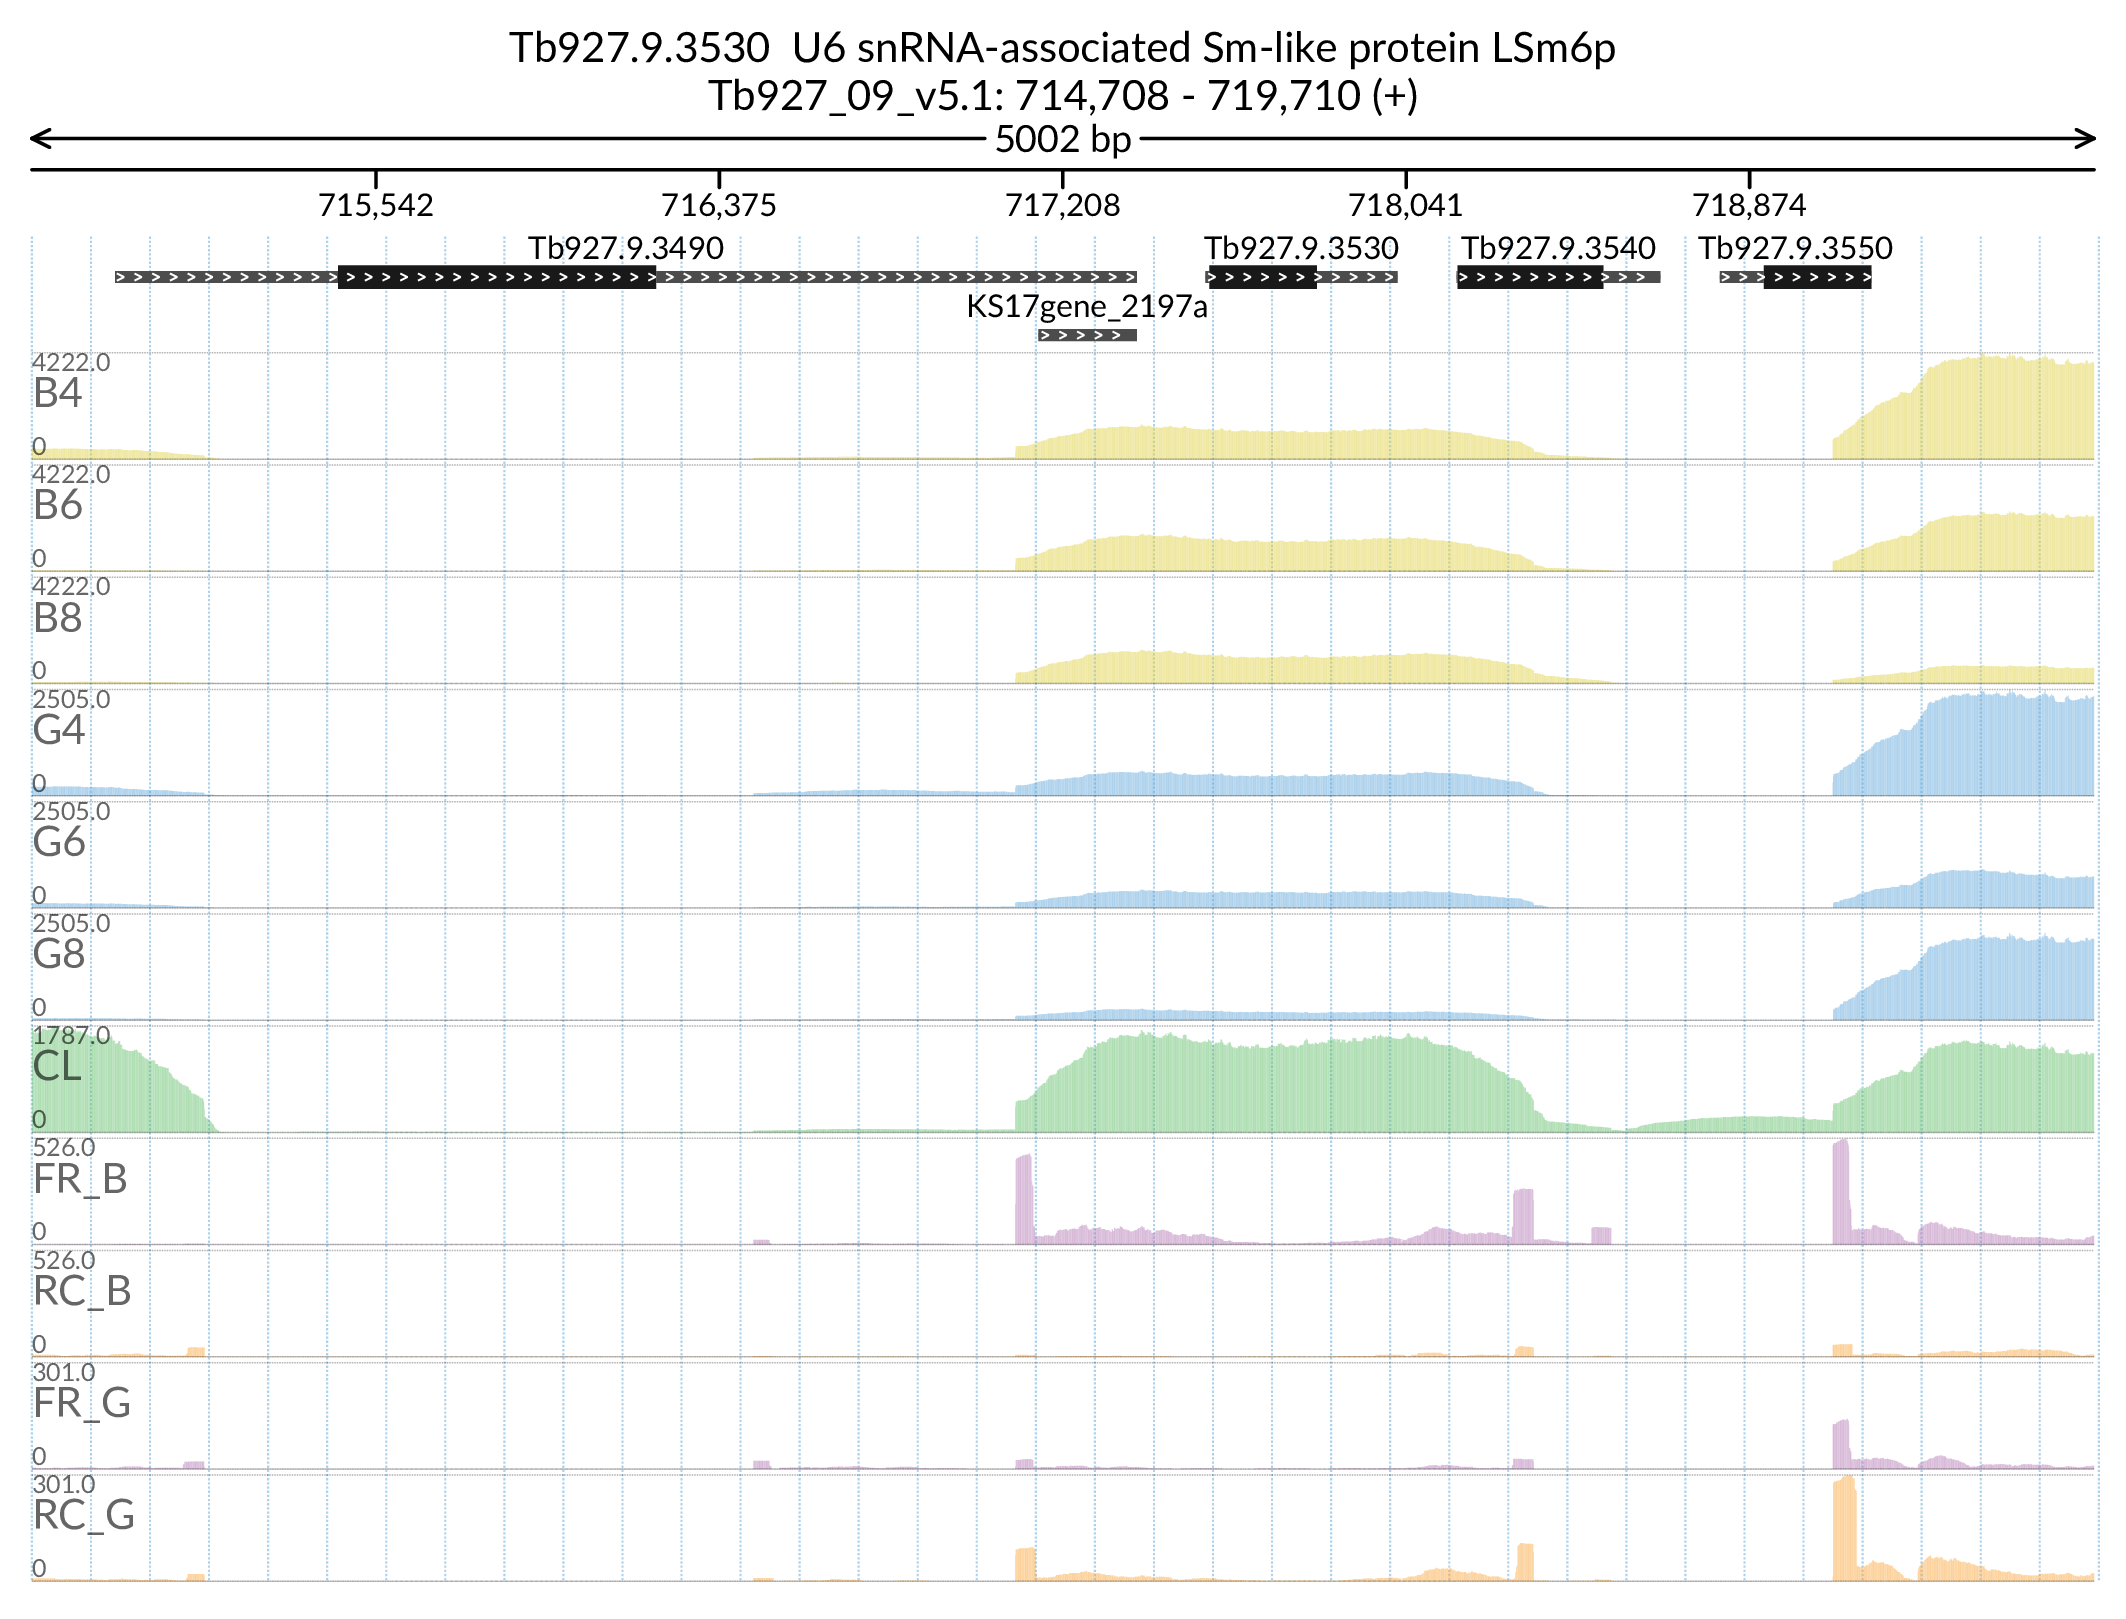 Tb927.9.3530  U6 snRNA-associated Sm-like protein LSm6p
Tb927_09_v5.1: 714,708 - 719,710 (+)
5002 bp
715,542 716,375 717,208 718,041 718,874
Tb927.9.3490 Tb927.9.3530 Tb927.9.3540 Tb927.9.3550
KS17gene_2197a
4222.0
B4
0
4222.0
B6
0
4222.0
B8
0
2505.0
G4
0
2505.0
G6
0
2505.0
G8
0
1787.0
CL
0
526.0
FR_B
0
526.0
RC_B
0
301.0
FR_G
0
301.0
RC_G
0